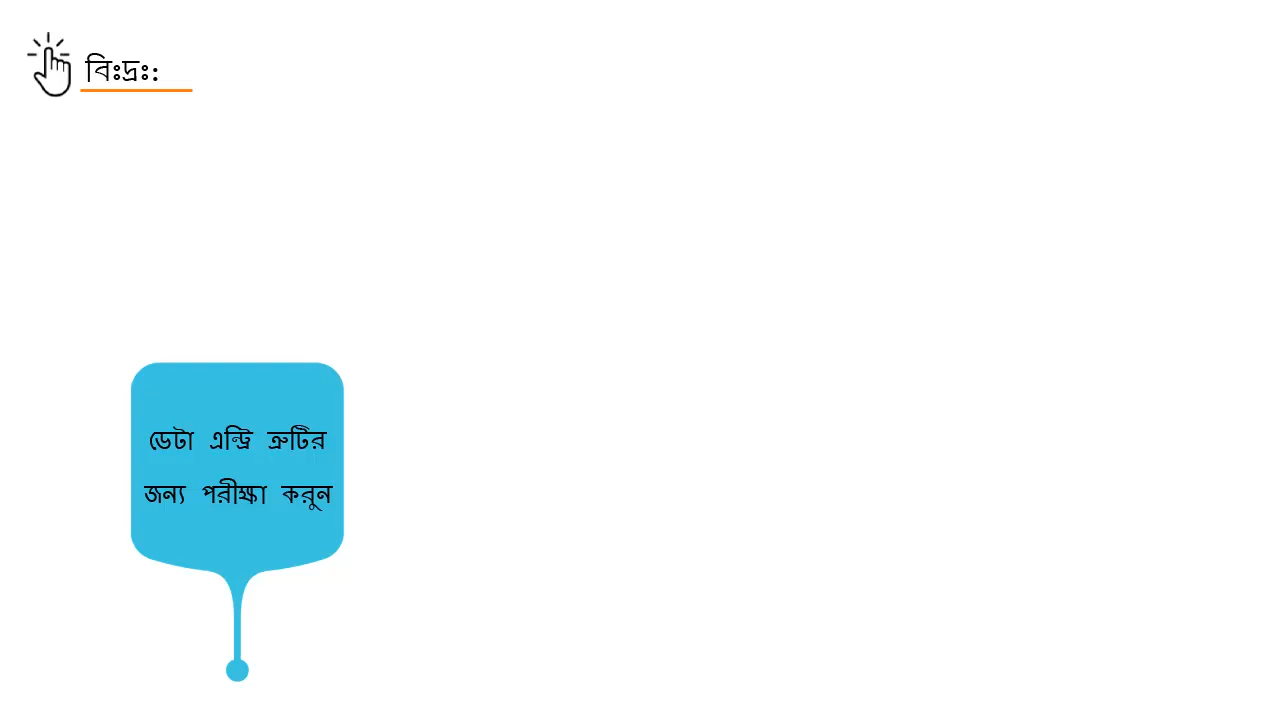 বিঃদ্রঃ:
ডেটা এন্ট্রি ত্রুটির
জন্য পরীক্ষা করুন